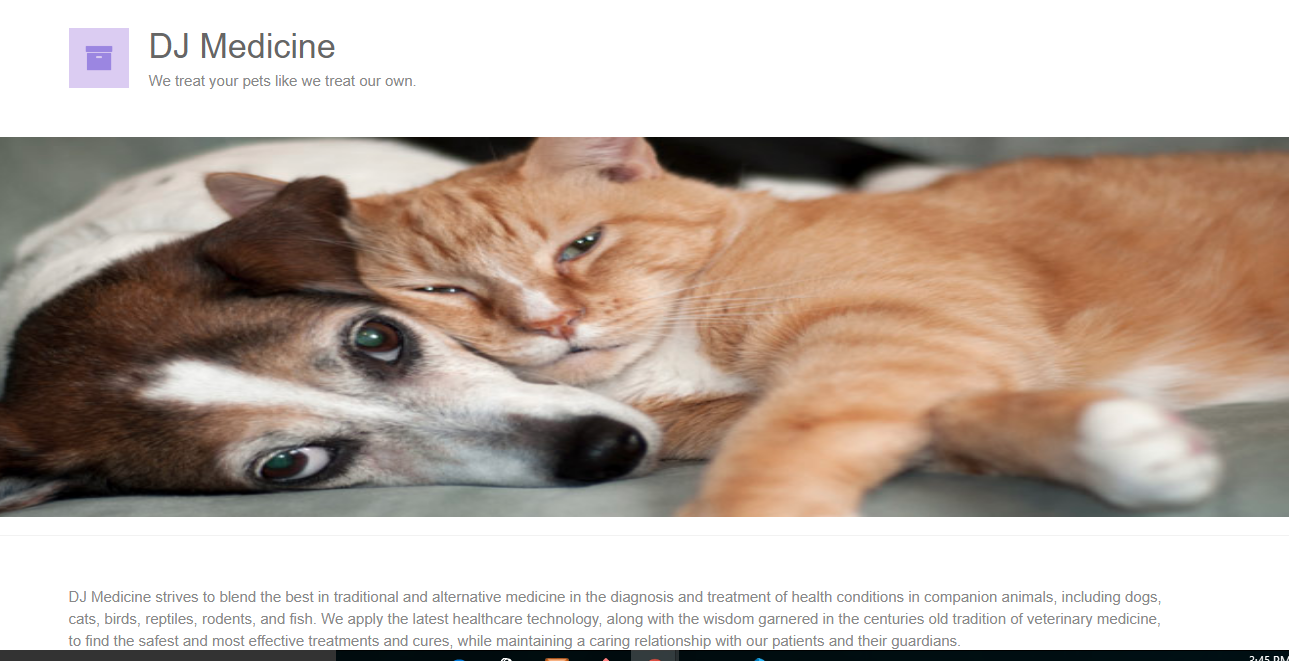 DJ Medicine
We treat your pets like we treat our own.
DJ Medicine strives to blend the best in traditional and alternative medicine in the diagnosis and treatment of health conditions in companion animals, including dogs,
cats, birds, reptiles, rodents, and fish. We apply the latest healthcare technology, along with the wisdom garnered in the centuries old tradition of veterinary medicine,
to find the safest and most effective treatments and cures, while maintaining a caring relationship with our patients and their guardians.